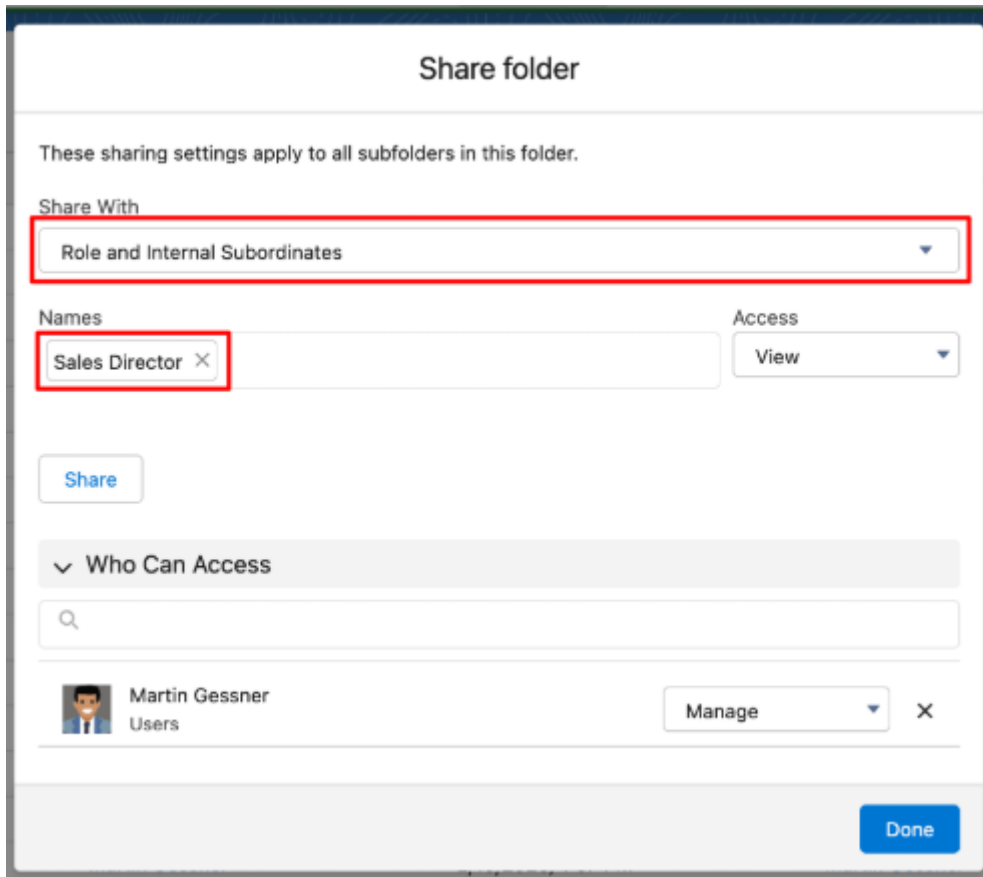 Share folder
These sharing settings apply to all subfolders in this folder.
Share With
Role and Internal Subordinates
Names
Access
Sales Director
View
Share
Who Can Access
Martin Gessner
Users
Manage
Done